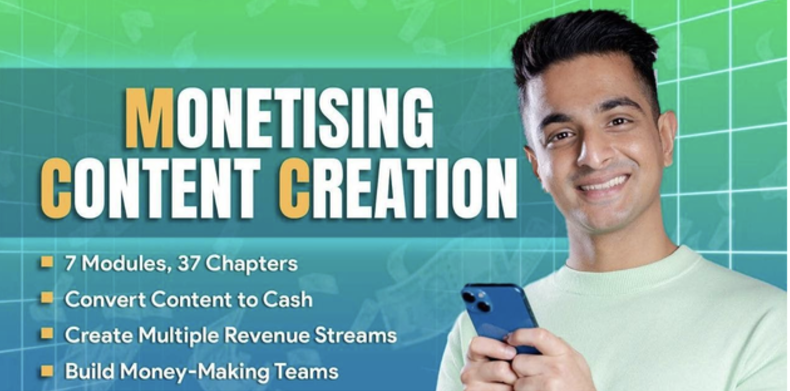 MONETISING
CONTENT CREATION
7 Modules, 37 Chapters
Convert Content to Cash
Create Multiple Revenue Streams
Build Money-Making Teams